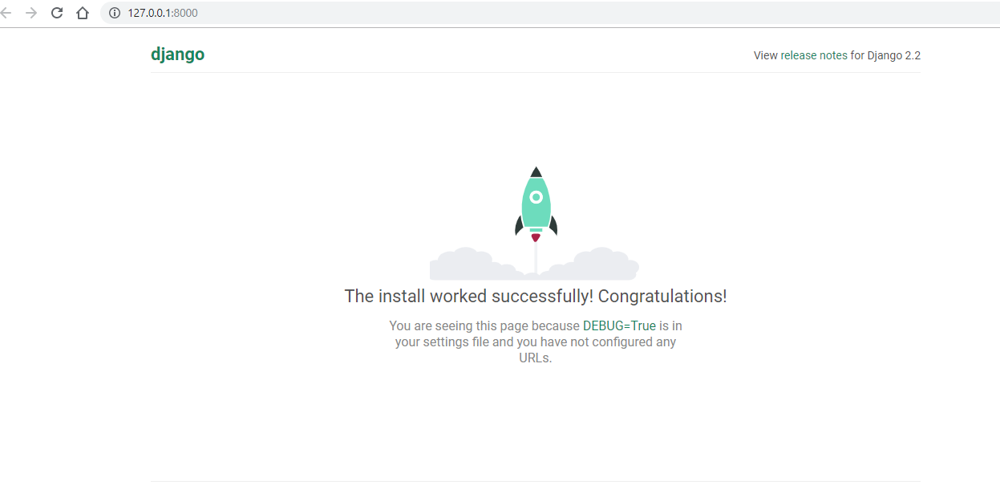 127.0.0.1:8000
django
View release notes for Django 2.2
The install worked successfully! Congratulations!
You are seeing this page because DEBUG=True is in
your settings file and you have not configured any
URLs.